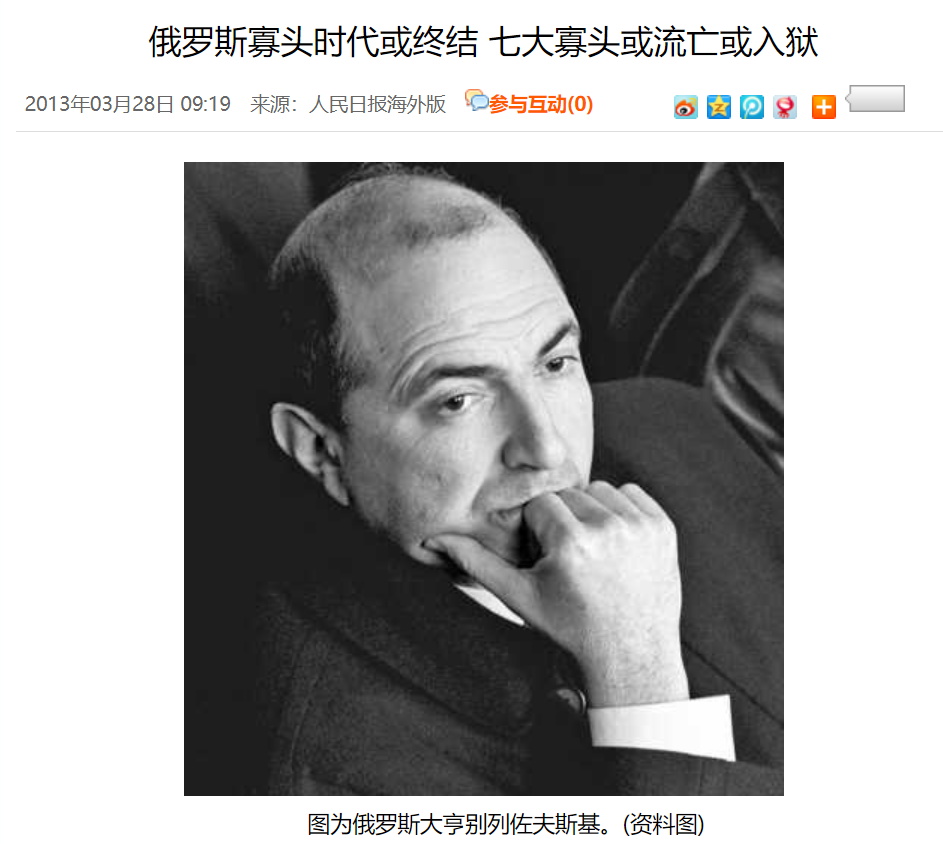 俄罗斯寡头时代或终结 七大寡头或流亡或入狱
2013年03月28日 09:19 来源：人民日报海外版 参与互动(0)
图为俄罗斯大亨别列佐夫斯基。(资料图)